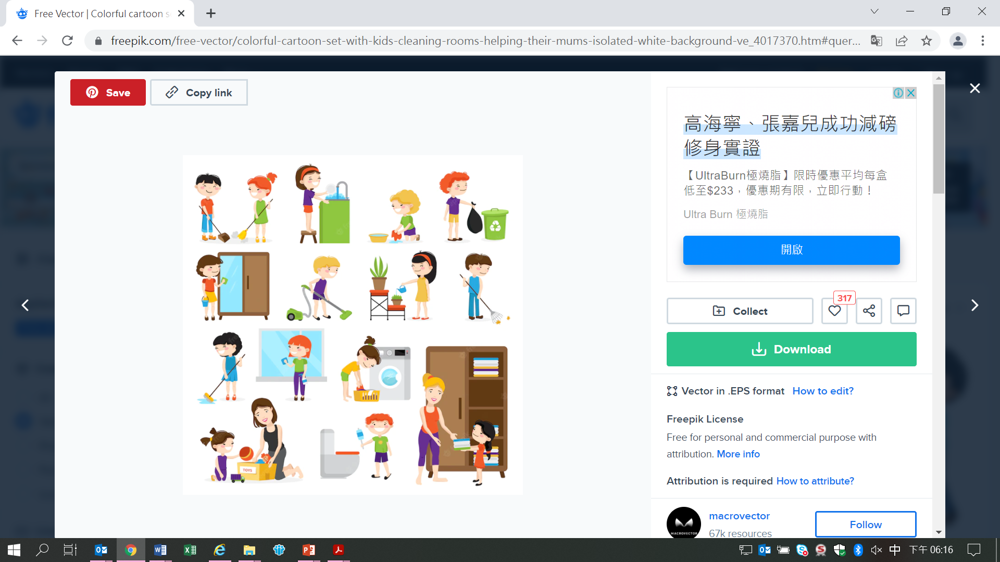 Free Vector | Colorful cartoon s
freepik.com/free-vector/colorful-cartoon-set-with-kids-cleaning-rooms-helping-their-mums-isolated-white-background-ve_4017370.htm#quer...
Save
Copy link
高海寧、張嘉兒成功減磅
修身實證
【UltraBurn極燒脂】限時優惠平均每盒
低至$233，優惠期有限，立即行動！
Ultra Burn 極燒脂
開啟
317
Collect
Download
Vector in .EPS format How to edit?
Freepik License
Free for personal and commercial purpose with
attribution. More info
Attribution is required How to attribute?
macrovector
67k resources
Follow
MACROVECTOR
TOYS
中 下午 06:16